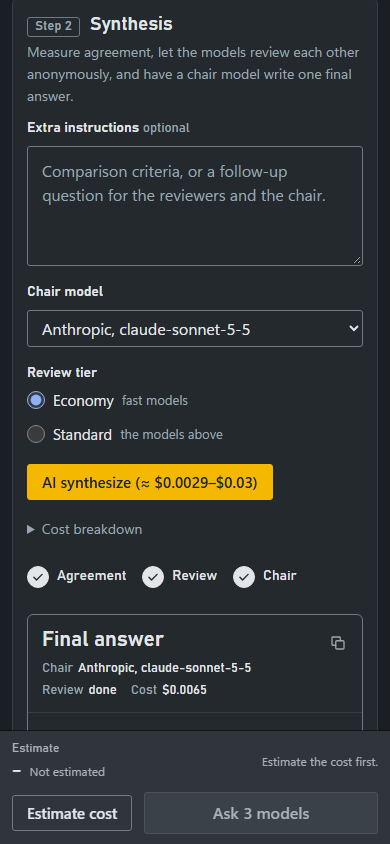 Step 2 Synthesis
Measure agreement, let the models review each other
anonymously, and have a chair model write one final
answer.
Extra instructions optional
Comparison criteria, or a follow-up
question for the reviewers and the chair.
Chair model
Anthropic, claude-sonnet-5-5
Review tier
Economy fast models
Standard the models above
AI synthesize (≈ $0.0029–$0.03)
Cost breakdown
Agreement Review Chair
Final answer
Chair Anthropic, claude-sonnet-5-5
Review done Cost $0.0065
Estimate
– Not estimated
Estimate the cost first.
Estimate cost
Ask 3 models